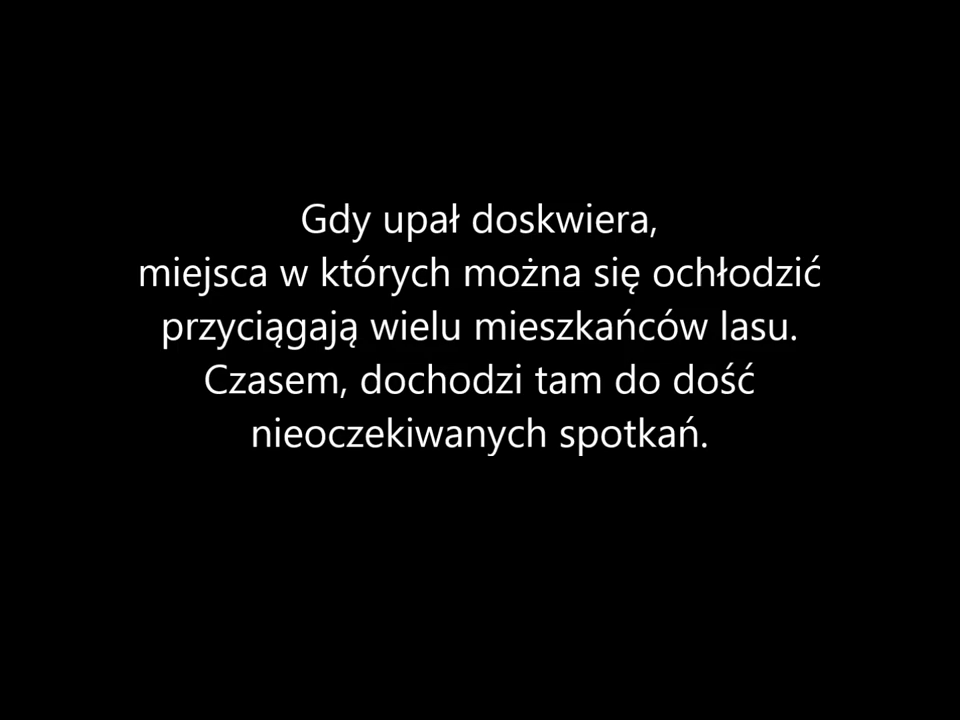 Gdy upał doskwiera,
miejsca w których można się ochłodzić
przyciągają wielu mieszkańców lasu.
Czasem, dochodzi tam do dość
nieoczekiwanych spotkań.